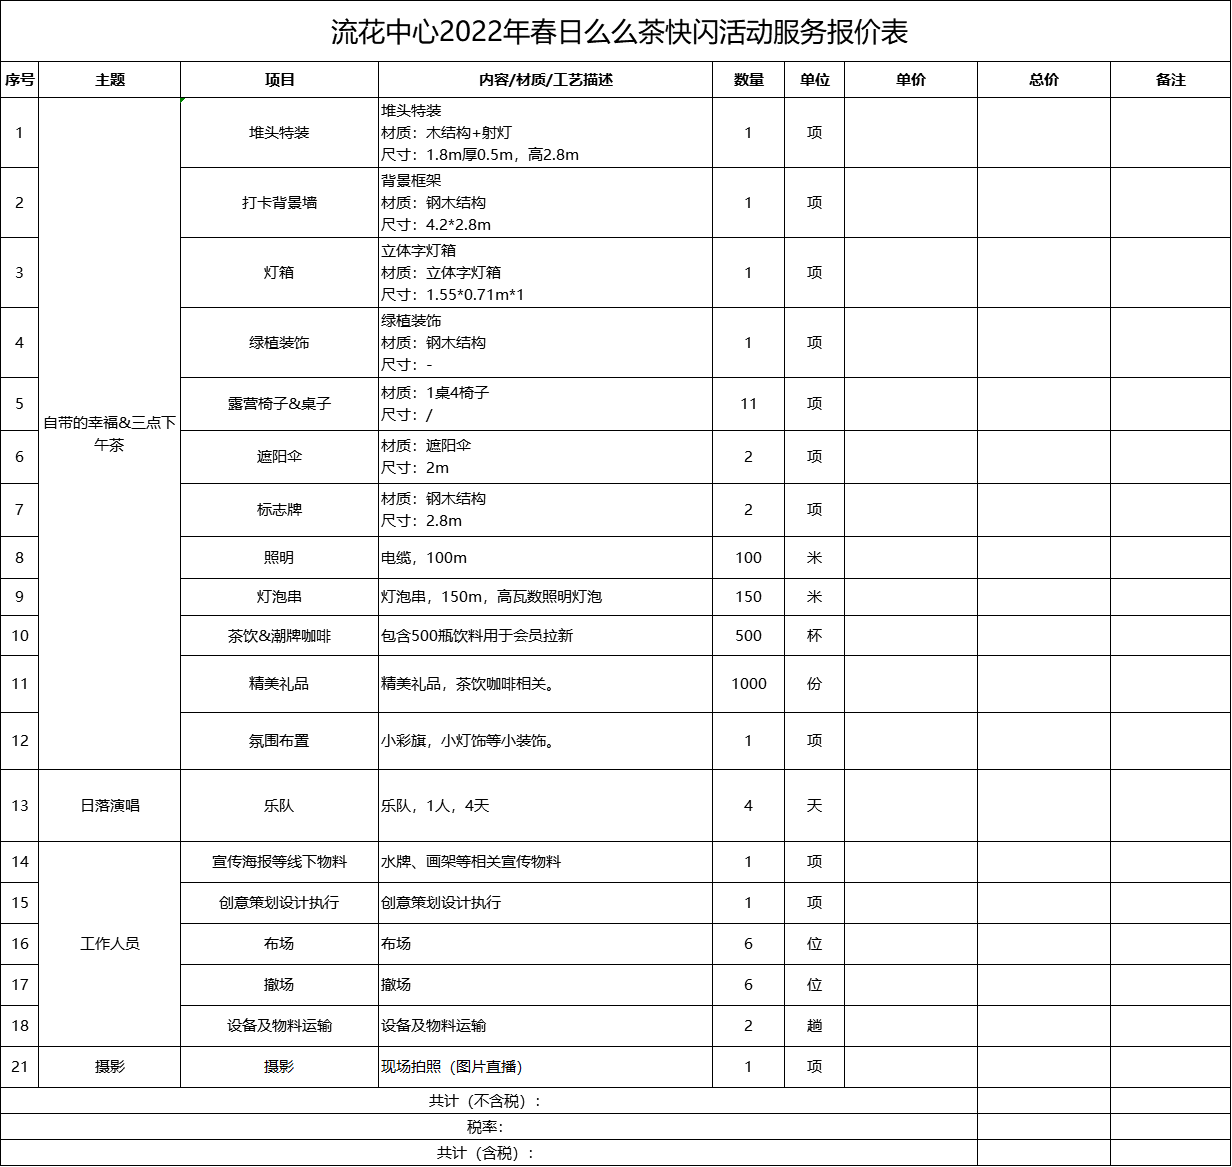 流花中心2022年春日么么茶快闪活动服务报价表
序号 主题 项目 内容/材质/工艺描述 数量 单位 单价 总价 备注
自带的幸福&三点下
午茶
1 堆头特装 堆头特装 1 项
材质：木结构+射灯
尺寸：1.8m厚0.5m，高2.8m
2 打卡背景墙 背景框架 1 项
材质：钢木结构
尺寸：4.2*2.8m
3 灯箱 立体字灯箱 1 项
材质：立体字灯箱
尺寸：1.55*0.71m*1
4 绿植装饰 绿植装饰 1 项
材质：钢木结构
尺寸：-
5 露营椅子&桌子 材质：1桌4椅子 11 项
尺寸：/
6 遮阳伞 材质：遮阳伞 2 项
尺寸：2m
7 标志牌 材质：钢木结构 2 项
尺寸：2.8m
8 照明 电缆，100m 100 米
9 灯泡串 灯泡串，150m，高瓦数照明灯泡 150 米
10 茶饮&潮牌咖啡 包含500瓶饮料用于会员拉新 500 杯
11 精美礼品 精美礼品，茶饮咖啡相关。 1000 份
12 氛围布置 小彩旗，小灯饰等小装饰。 1 项
13 日落演唱 乐队 乐队，1人，4天 4 天
14 宣传海报等线下物料 水牌、画架等相关宣传物料 1 项
15 创意策划设计执行 创意策划设计执行 1 项
16 工作人员 布场 布场 6 位
17 撤场 撤场 6 位
18 设备及物料运输 设备及物料运输 2 趟
21 摄影 摄影 现场拍照（图片直播） 1 项
共计（不含税）：
税率：
共计（含税）：